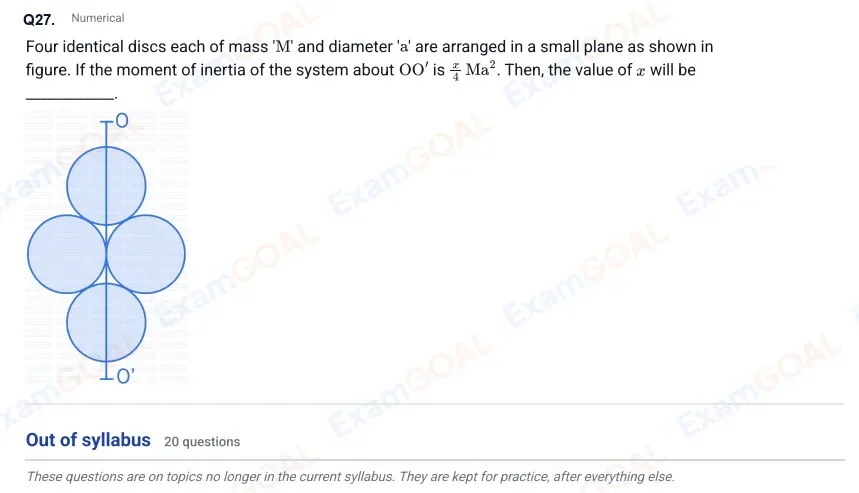 Q27. Numerical
Four identical discs each of mass 'M' and diameter 'a' are arranged in a small plane as shown in
figure. If the moment of inertia of the system about OO′ is x/4 Ma². Then, the value of x will be
____________.
O
O'
Out of syllabus 20 questions
These questions are on topics no longer in the current syllabus. They are kept for practice, after everything else.
ExamGOAL